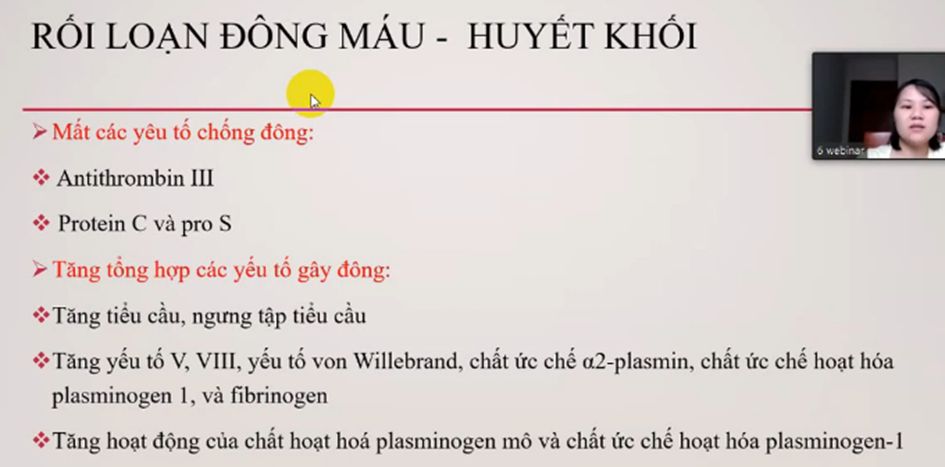 RỐI LOẠN ĐÔNG MÁU - HUYẾT KHỐI
6 webinar
Mất các yêu tố chống đông:
Antithrombin III
Protein C và pro S
Tăng tổng hợp các yếu tố gây đông:
Tăng tiểu cầu, ngưng tập tiểu cầu
Tăng yếu tố V, VIII, yếu tố von Willebrand, chất ức chế α2-plasmin, chất ức chế hoạt hóa
plasminogen 1, và fibrinogen
Tăng hoạt động của chất hoạt hoá plasminogen mô và chất ức chế hoạt hóa plasminogen-1